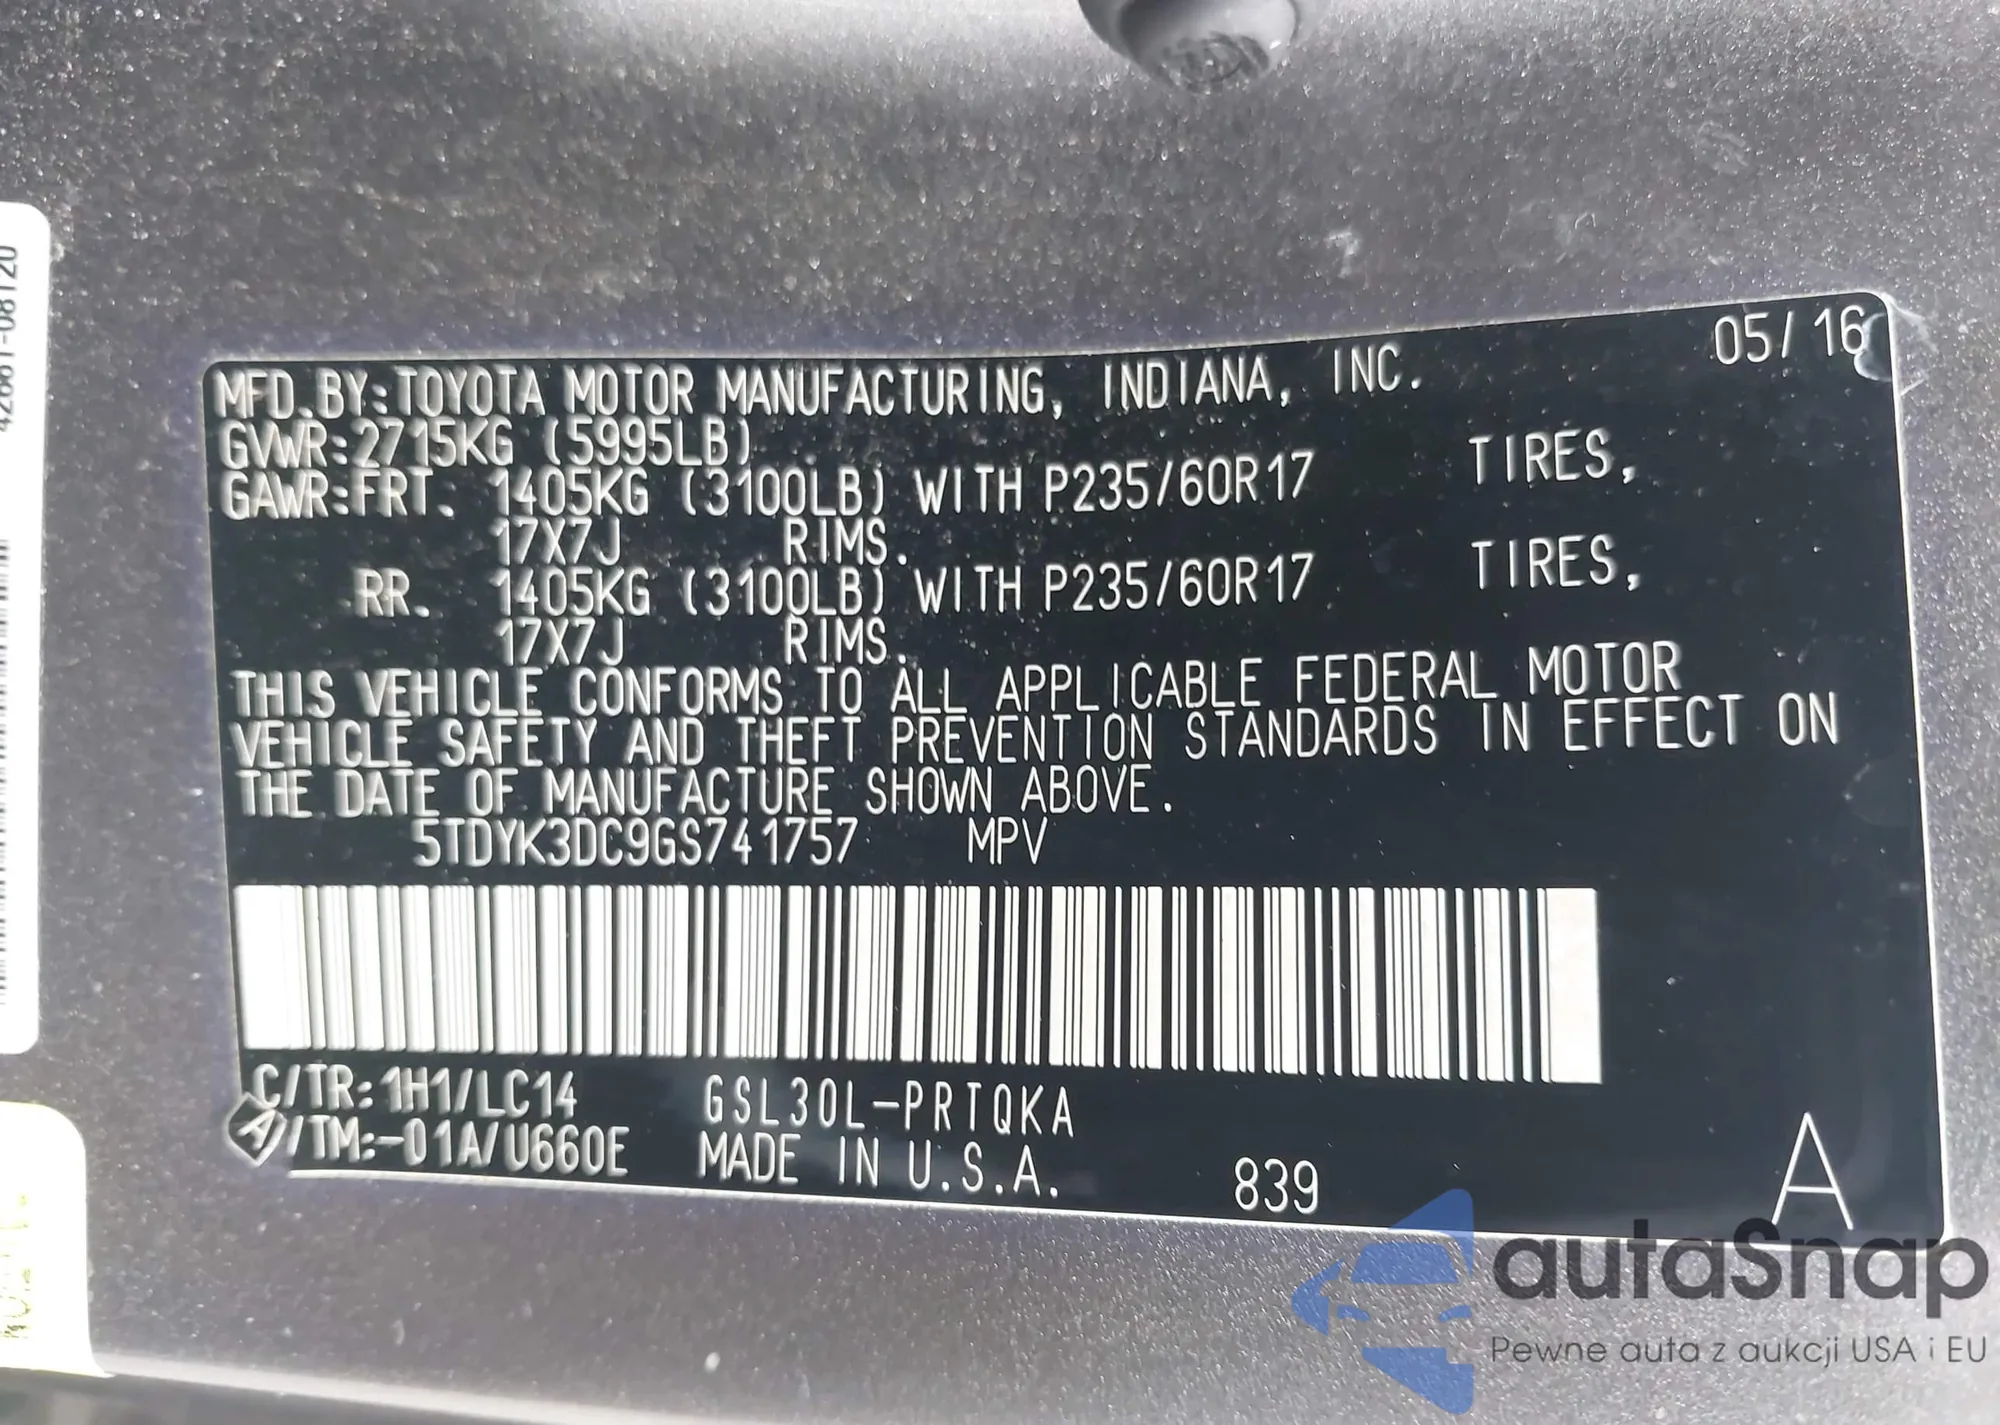 05/16
MFD.BY:TOYOTA MOTOR MANUFACTURING, INDIANA, INC.
GVWR:2715KG (5995LB)
GAWR:FRT. 1405KG (3100LB) WITH P235/60R17 TIRES,
17X7J RIMS.
RR. 1405KG (3100LB) WITH P235/60R17 TIRES,
17X7J RIMS.
THIS VEHICLE CONFORMS TO ALL APPLICABLE FEDERAL MOTOR
VEHICLE SAFETY AND THEFT PREVENTION STANDARDS IN EFFECT ON
THE DATE OF MANUFACTURE SHOWN ABOVE.
5TDYK3DC9GS741757 MPV
C/TR:1H1/LC14 GSL30L-PRTQKA
A/TM:-01A/U660E MADE IN U.S.A. 839 A
autaSnap
Pewne auta z aukcji USA i EU